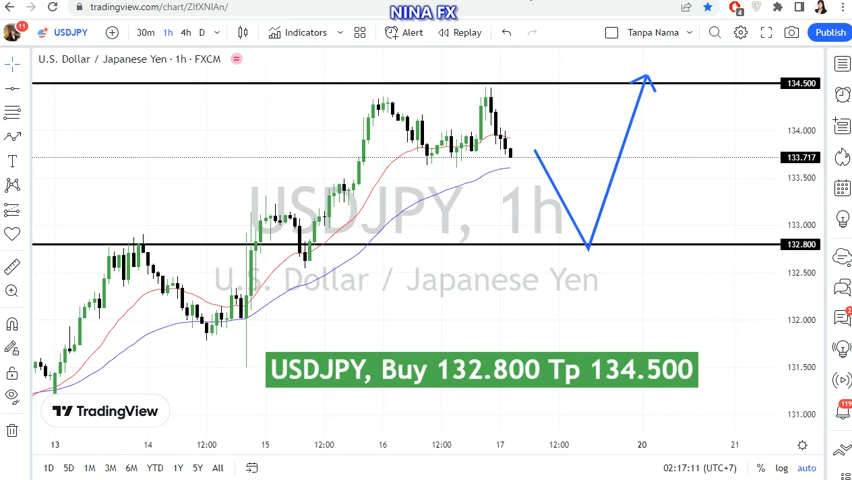 tradingview.com/chart/ZIfXNIAn/
NINA FX
11
USDJPY
30m 1h 4h D
Indicators
Alert
Replay
Tanpa Nama
Publish
U.S. Dollar / Japanese Yen · 1h · FXCM
134.500
134.000
133.717
133.500
133.000
132.800
132.500
132.000
131.500
131.000
USDJPY, 1h
U.S. Dollar / Japanese Yen
USDJPY, Buy 132.800 Tp 134.500
TradingView
13 14 12:00 15 12:00 16 12:00 17 12:00 20 21
1D 5D 1M 3M 6M YTD 1Y 5Y All
02:17:11 (UTC+7)
% log auto